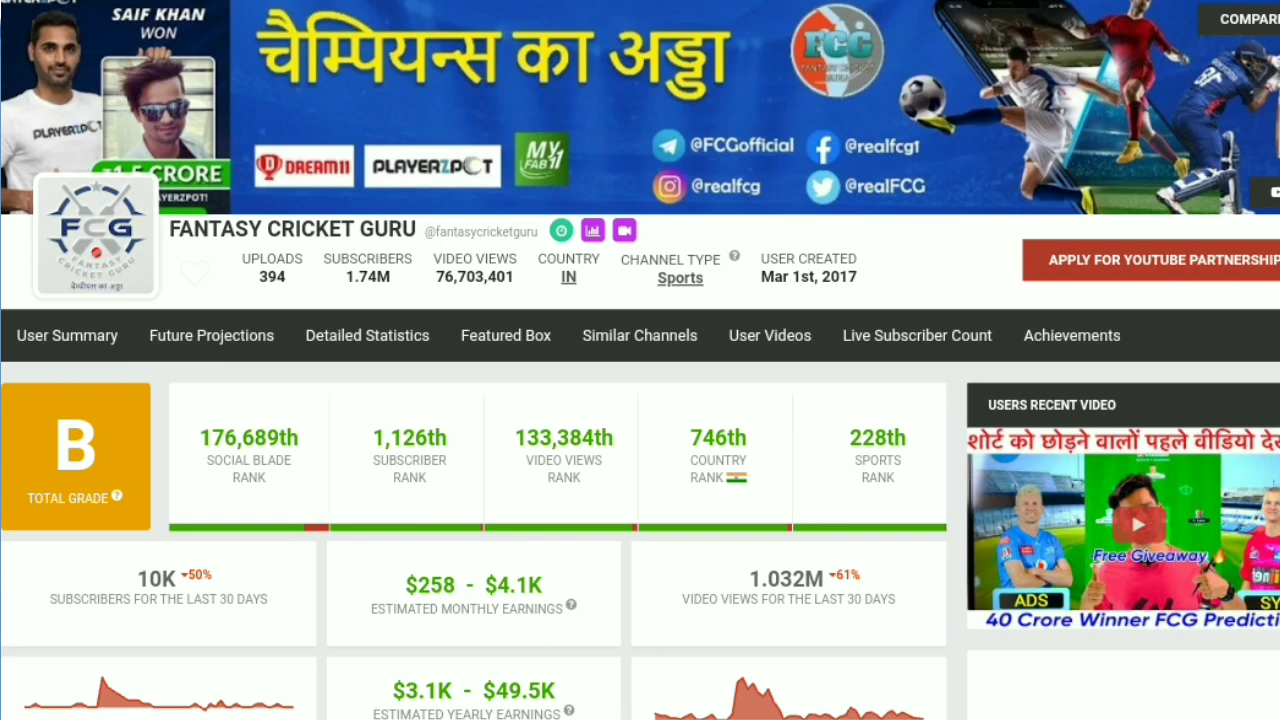 SAIF KHAN
WON
COMPAR
चैम्पियन्स का अड्डा
FCG
PLAYERZPOT
₹1.5 CRORE
DREAM11
PLAYERZPOT
MY
FAB11
@FCGofficial
@realfcg1
@realfcg
@realFCG
FCG
FANTASY
CRICKET GURU
चैम्पियंस का अड्डा
FANTASY CRICKET GURU @fantasycricketguru
UPLOADS
394
SUBSCRIBERS
1.74M
VIDEO VIEWS
76,703,401
COUNTRY
IN
CHANNEL TYPE ?
Sports
USER CREATED
Mar 1st, 2017
APPLY FOR YOUTUBE PARTNERSHIP
User Summary Future Projections Detailed Statistics Featured Box Similar Channels User Videos Live Subscriber Count Achievements
B
TOTAL GRADE ?
176,689th
SOCIAL BLADE
RANK
1,126th
SUBSCRIBER
RANK
133,384th
VIDEO VIEWS
RANK
746th
COUNTRY
RANK
228th
SPORTS
RANK
USERS RECENT VIDEO
शोर्ट को छोड़ने वालों पहले वीडियो
Free Giveaway
ADS
SY
40 Crore Winner FCG Predicti
10K -50%
SUBSCRIBERS FOR THE LAST 30 DAYS
$258 - $4.1K
ESTIMATED MONTHLY EARNINGS ?
1.032M -61%
VIDEO VIEWS FOR THE LAST 30 DAYS
$3.1K - $49.5K
ESTIMATED YEARLY EARNINGS ?